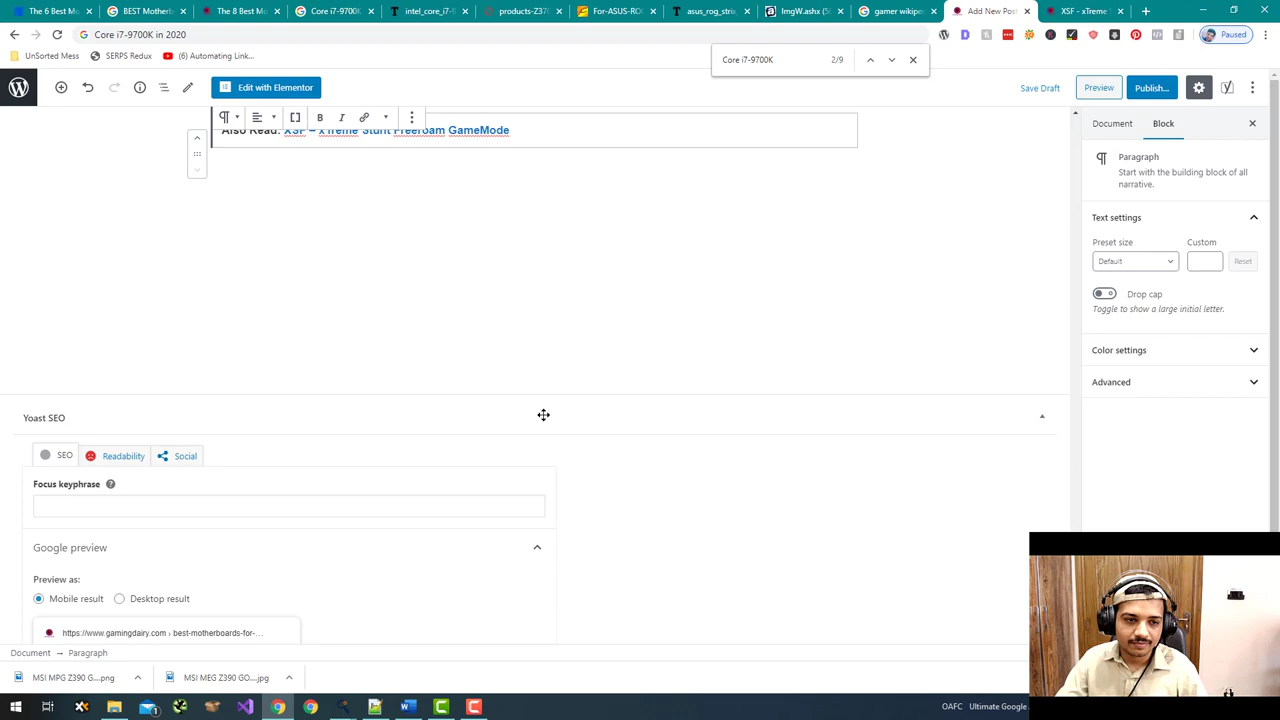 The 6 Best M
BEST Motherb
The 8 Best Mo
Core i7-9700K
intel_core_i7-9
products-Z37
For-ASUS-RO
asus_rog_strix
ImgW.ashx (50
gamer wikipe
Add New Post
XSF - xTreme S
Core i7-9700K in 2020
Paused
UnSorted Mess
SERPS Redux
(5) Automating Link...
Core i7-9700K
2/9
Edit with Elementor
Save Draft
Preview
Publish...
Also Read: XSF – xTreme Stunt Freeroam GameMode
Document
Block
Paragraph
Start with the building block of all
narrative.
Text settings
Preset size
Custom
Default
Reset
Drop cap
Toggle to show a large initial letter.
Color settings
Advanced
Yoast SEO
SEO
Readability
Social
Focus keyphrase
Google preview
Preview as:
Mobile result
Desktop result
https://www.gamingdairy.com › best-motherboards-for-...
Document → Paragraph
MSI MPG Z390 G....png
MSI MEG Z390 GO....jpg
OAFC
Ultimate Google